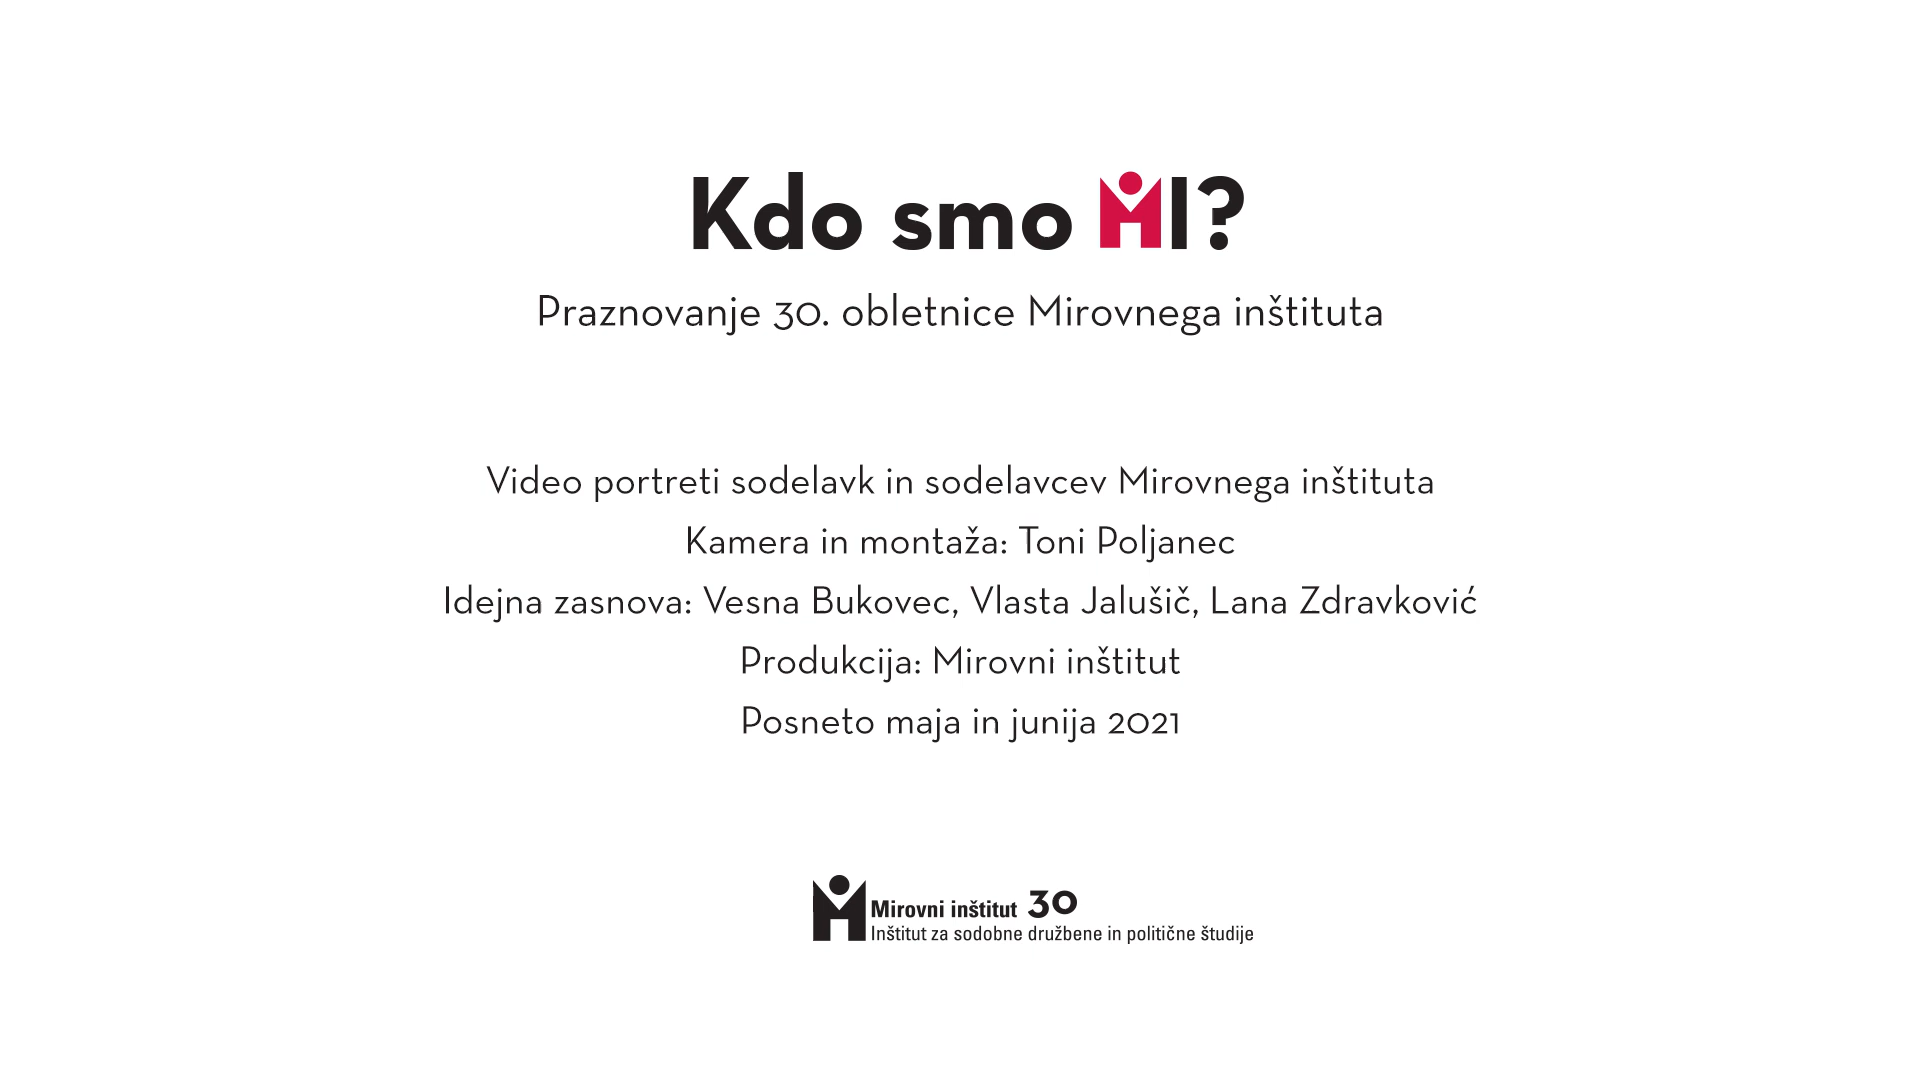 Kdo smo MI?
Praznovanje 30. obletnice Mirovnega inštituta
Video portreti sodelavk in sodelavcev Mirovnega inštituta
Kamera in montaža: Toni Poljanec
Idejna zasnova: Vesna Bukovec, Vlasta Jalušič, Lana Zdravković
Produkcija: Mirovni inštitut
Posneto maja in junija 2021
Mirovni inštitut 30
Inštitut za sodobne družbene in politične študije